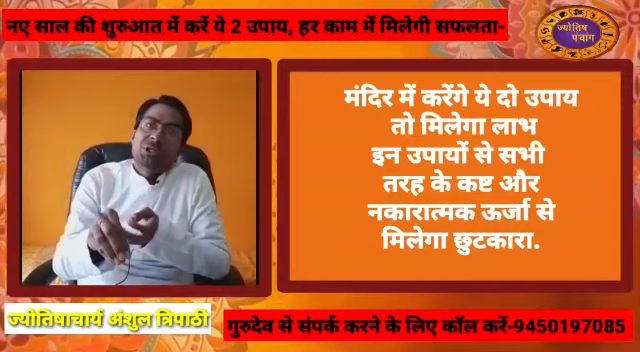 नए साल की शुरुआत में करें ये 2 उपाय, हर काम में मिलेगी सफलता-
ज्योतिष
पंचांग
मंदिर में करेंगे ये दो उपाय
तो मिलेगा लाभ
इन उपायों से सभी
तरह के कष्ट और
नकारात्मक ऊर्जा से
मिलेगा छुटकारा.
ज्योतिषाचार्य अंशुल त्रिपाठी
गुरुदेव से संपर्क करने के लिए कॉल करें-9450197085